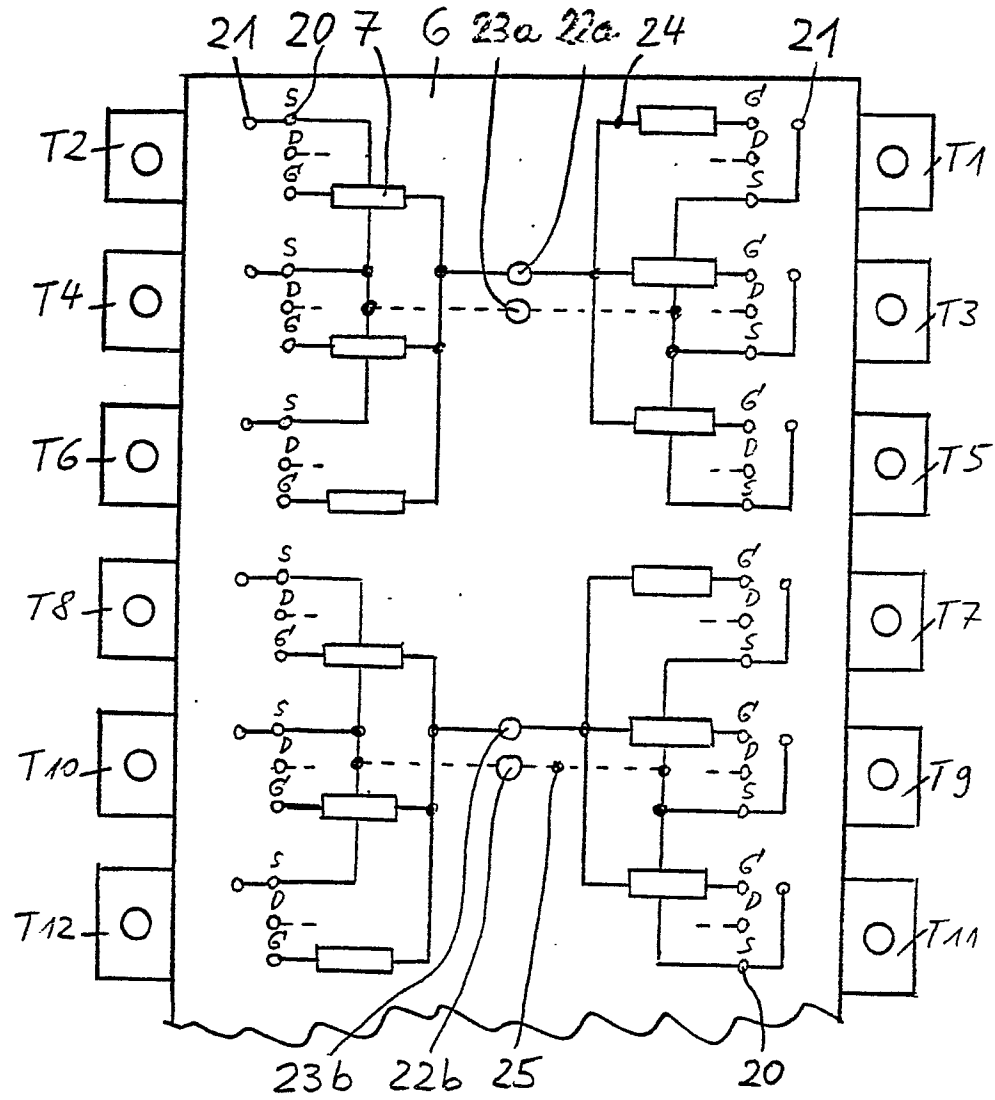 21 20 7 6 23a 22a 24 21
S G
T2 D D T1
G S
S G
T4 D D T3
G S
S G
T6 D D T5
G S
S G
T8 D D T7
G S
S G
T10 D D T9
G S
S G
T12 D D T11
G S
23b 22b 25 20